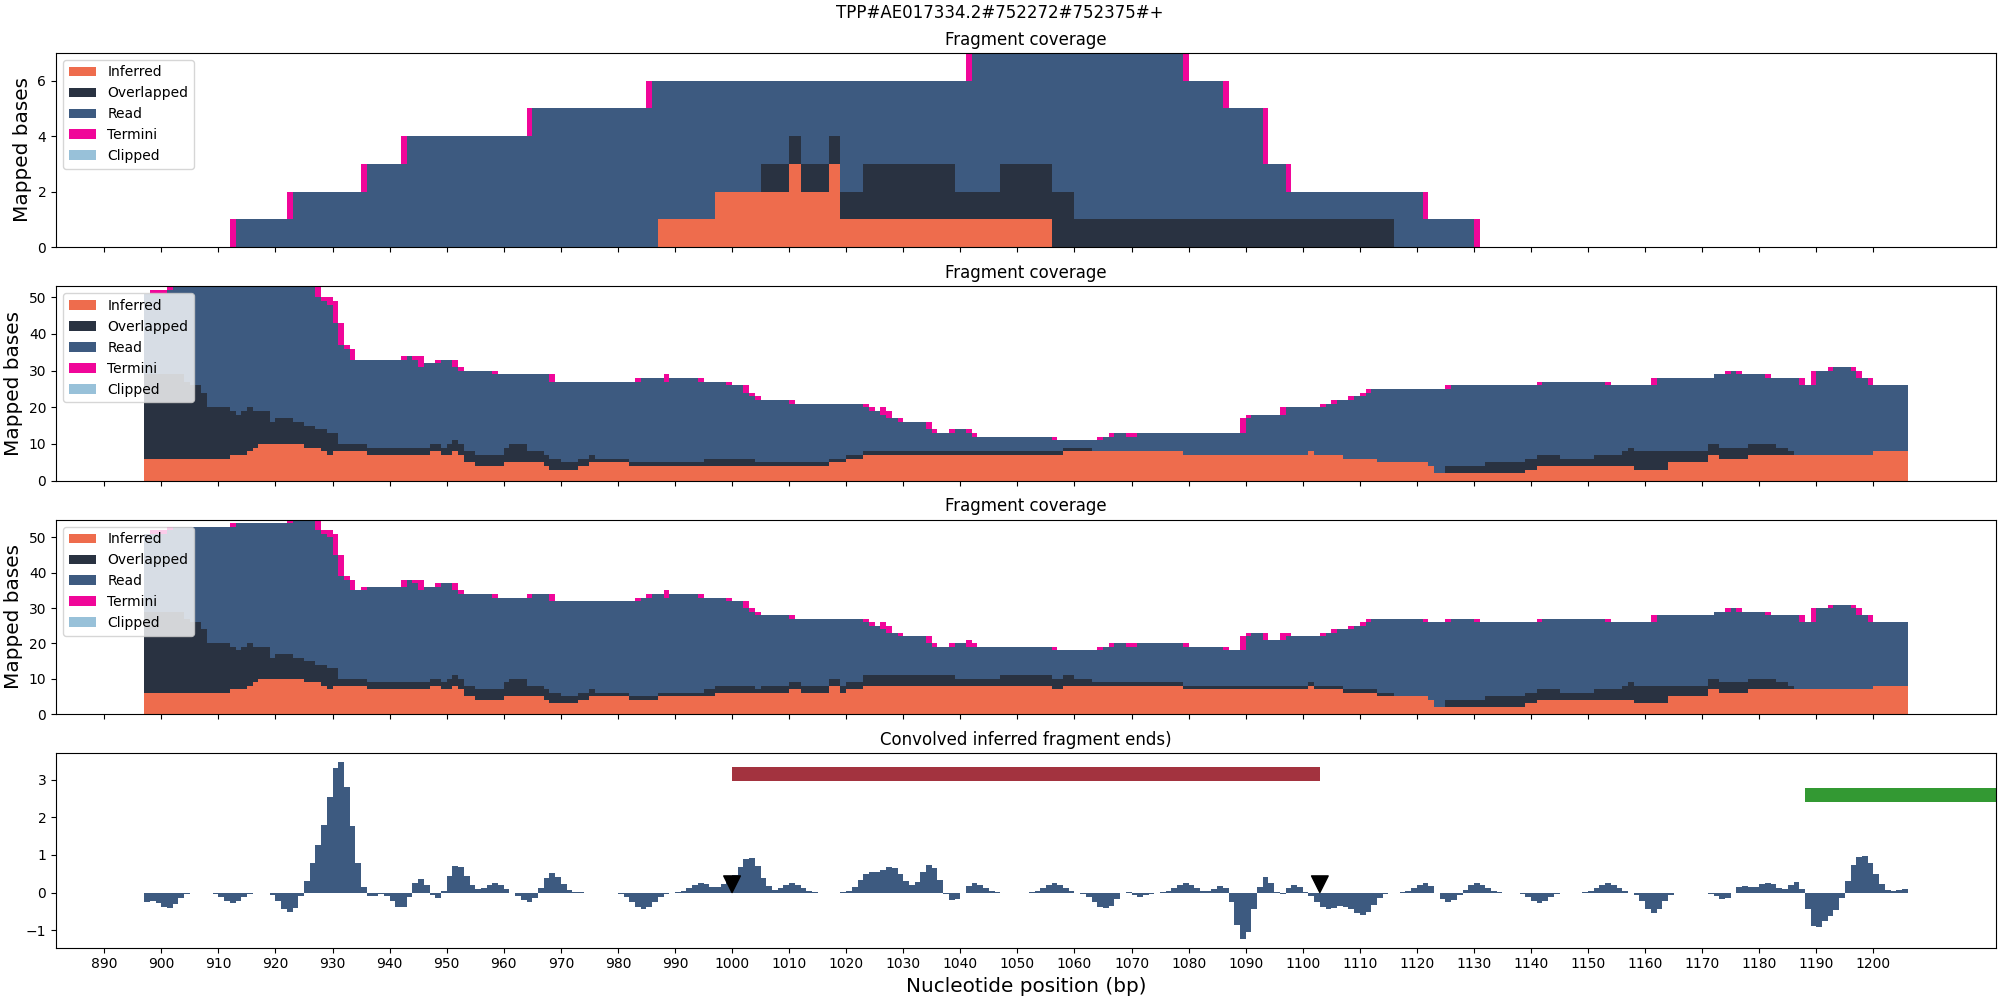 TPP#AE017334.2#752272#752375#+
Fragment coverage
Mapped bases
6
4
2
0
Inferred
Overlapped
Read
Termini
Clipped
Fragment coverage
Mapped bases
50
40
30
20
10
0
Inferred
Overlapped
Read
Termini
Clipped
Fragment coverage
Mapped bases
50
40
30
20
10
0
Inferred
Overlapped
Read
Termini
Clipped
Convolved inferred fragment ends)
3
2
1
0
−1
890 900 910 920 930 940 950 960 970 980 990 1000 1010 1020 1030 1040 1050 1060 1070 1080 1090 1100 1110 1120 1130 1140 1150 1160 1170 1180 1190 1200
Nucleotide position (bp)